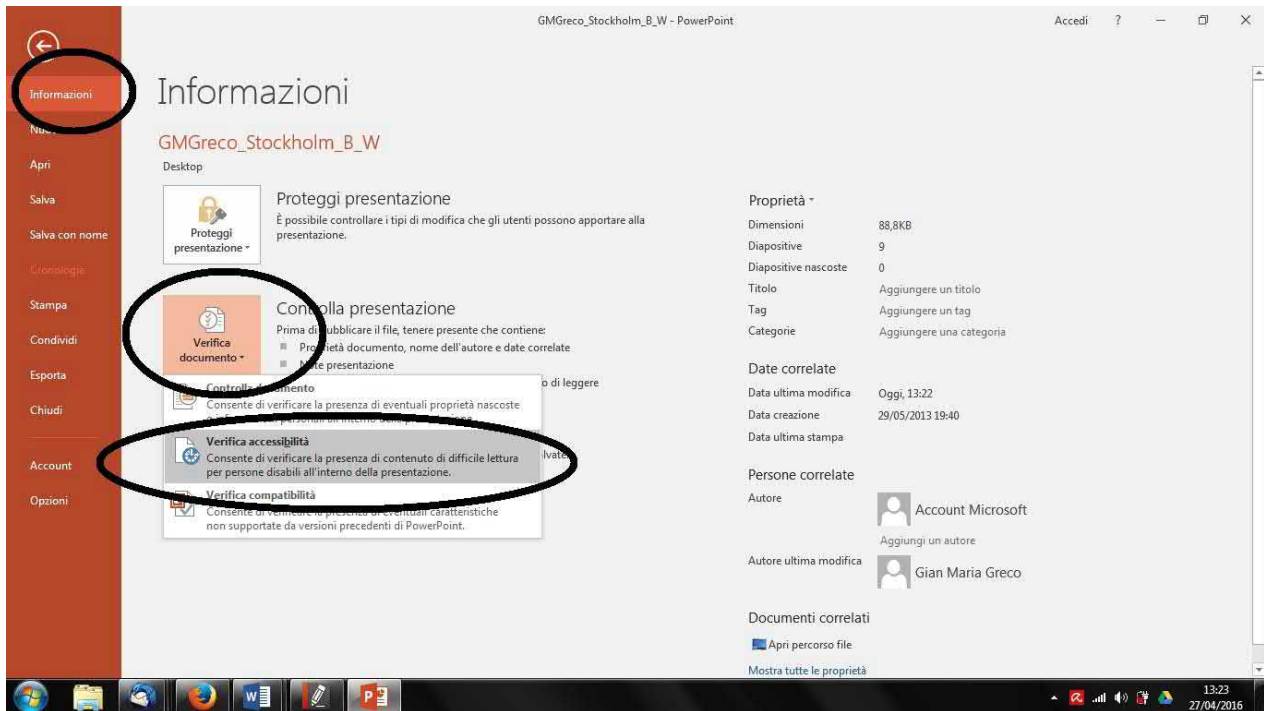 GMGreco_Stockholm_B_W - PowerPoint
Accedi ?
Informazioni
Apri
Salva
Salva con nome
Cronologia
Stampa
Condividi
Esporta
Chiudi
Account
Opzioni
Informazioni
GMGreco_Stockholm_B_W
Desktop
Proteggi
presentazione
Proteggi presentazione
È possibile controllare i tipi di modifica che gli utenti possono apportare alla
presentazione.
Verifica
documento
Controlla presentazione
Prima di pubblicare il file, tenere presente che contiene:
Proprietà documento, nome dell'autore e date correlate
Note presentazione
o di leggere
Controlla documento
Consente di verificare la presenza di eventuali proprietà nascoste
Verifica accessibilità
Consente di verificare la presenza di contenuto di difficile lettura
per persone disabili all'interno della presentazione.
Verifica compatibilità
Consente di verificare la presenza di eventuali caratteristiche
non supportate da versioni precedenti di PowerPoint.
Proprietà
Dimensioni 88,8KB
Diapositive 9
Diapositive nascoste 0
Titolo Aggiungere un titolo
Tag Aggiungere un tag
Categorie Aggiungere una categoria
Date correlate
Data ultima modifica Oggi, 13:22
Data creazione 29/05/2013 19:40
Data ultima stampa
Persone correlate
Autore Account Microsoft
Aggiungi un autore
Autore ultima modifica Gian Maria Greco
Documenti correlati
Apri percorso file
Mostra tutte le proprietà
13:23
27/04/2016